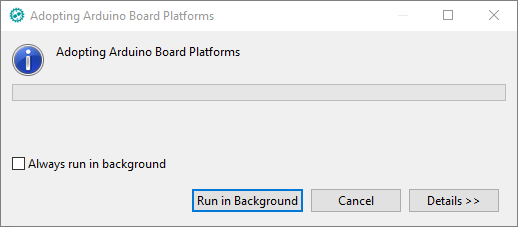 Adopting Arduino Board Platforms
Adopting Arduino Board Platforms
Always run in background
Run in Background
Cancel
Details >>